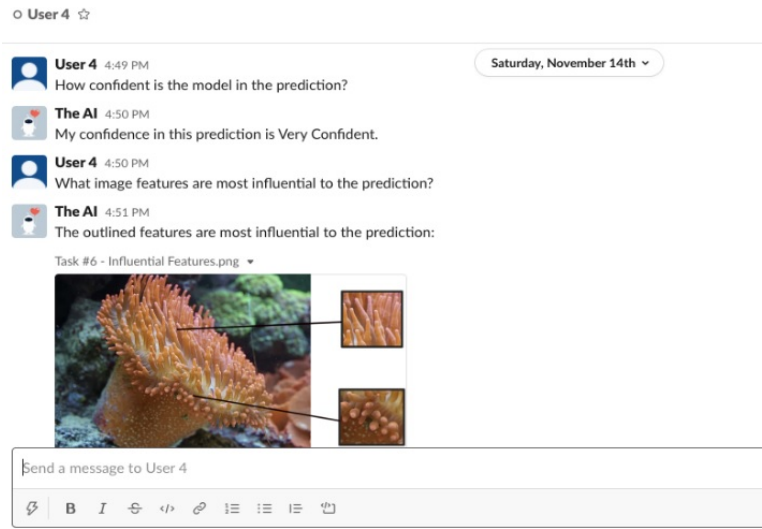 User 4
Saturday, November 14th
User 4 4:49 PM
How confident is the model in the prediction?
The AI 4:50 PM
My confidence in this prediction is Very Confident.
User 4 4:50 PM
What image features are most influential to the prediction?
The AI 4:51 PM
The outlined features are most influential to the prediction:
Task #6 - Influential Features.png
Send a message to User 4
B I S </>